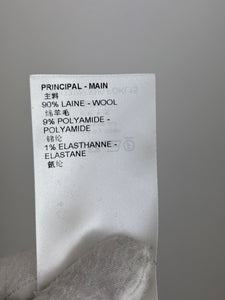 PRINCIPAL - MAIN
主料
90% LAINE - WOOL
绵羊毛
9% POLYAMIDE -
POLYAMIDE
锦纶
1% ELASTHANNE -
ELASTANE
氨纶